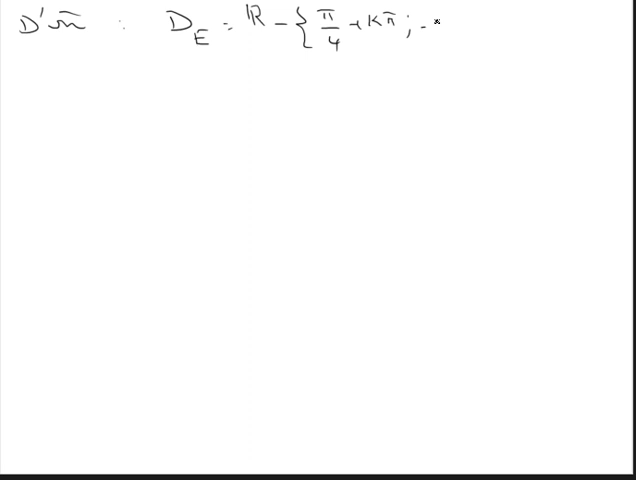 D'où : D_E = ℝ - { π/4 + kπ ; -